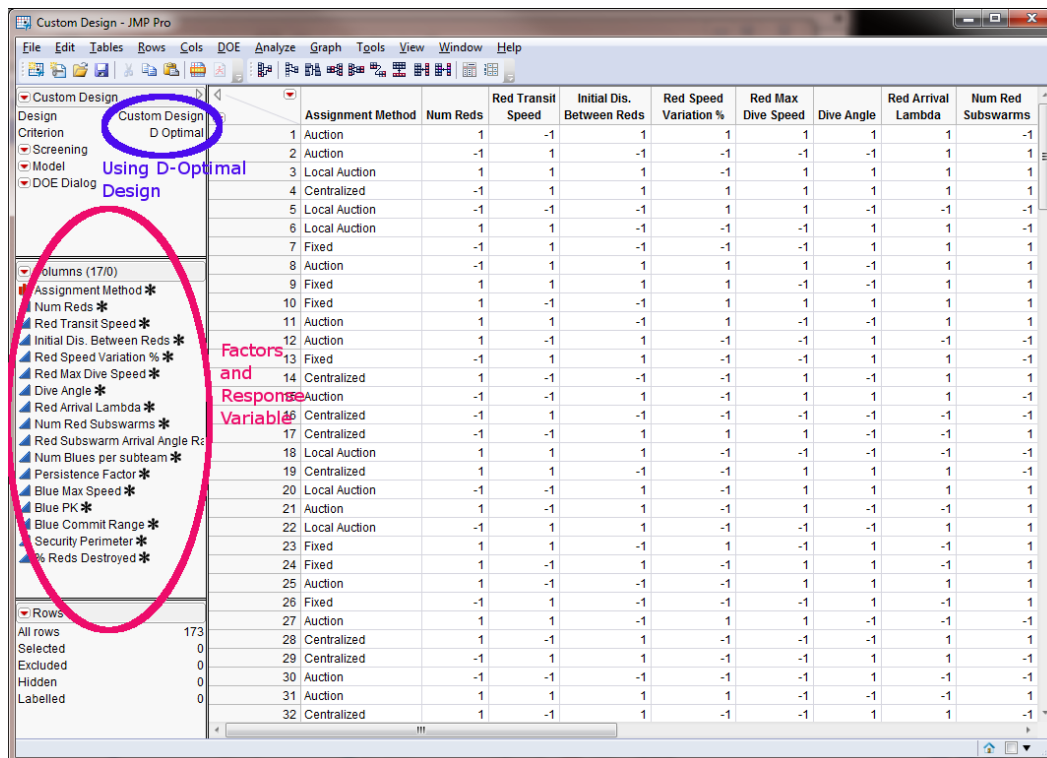 Custom Design - JMP Pro
File Edit Tables Rows Cols DOE Analyze Graph Tools View Window Help
Custom Design
Design Custom Design
Criterion D Optimal
Screening
Model
DOE Dialog
Using D-Optimal
Design
Columns (17/0)
Assignment Method
Num Reds
Red Transit Speed
Initial Dis. Between Reds
Red Speed Variation %
Red Max Dive Speed
Dive Angle
Red Arrival Lambda
Num Red Subswarms
Red Subswarm Arrival Angle Ra
Num Blues per subteam
Persistence Factor
Blue Max Speed
Blue PK
Blue Commit Range
Security Perimeter
% Reds Destroyed
Factors
and
Response
Variable
Rows
All rows 173
Selected 0
Excluded 0
Hidden 0
Labelled 0
Red Transit Initial Dis. Red Speed Red Max Red Arrival Num Red
Assignment Method Num Reds Speed Between Reds Variation % Dive Speed Dive Angle Lambda Subswarms
1 Auction 1 -1 1 1 1 1 1 -1
2 Auction -1 1 1 -1 -1 -1 1 1
3 Local Auction 1 1 1 -1 1 1 1 1
4 Centralized -1 1 1 1 1 -1 1 -1
5 Local Auction -1 -1 -1 1 1 -1 -1 -1
6 Local Auction 1 1 -1 1 -1 -1 1 1
7 Fixed -1 1 -1 -1 -1 1 1 1
8 Auction -1 1 1 1 1 -1 1 1
9 Fixed 1 1 1 1 -1 -1 1 1
10 Fixed 1 -1 -1 1 1 1 1 1
11 Auction 1 1 -1 1 -1 -1 1 1
12 Auction 1 -1 1 -1 -1 1 -1 1
13 Fixed -1 1 1 -1 -1 1 -1 -1
14 Centralized 1 -1 -1 -1 1 -1 1 1
15 Auction 1 -1 -1 1 -1 1 1 -1
16 Centralized -1 -1 -1 -1 -1 1 -1 -1
17 Centralized -1 -1 1 1 1 -1 -1 1
18 Local Auction 1 1 1 -1 1 -1 -1 1
19 Centralized 1 1 -1 -1 1 1 1 1
20 Local Auction -1 -1 1 -1 1 1 1 1
21 Auction -1 1 1 -1 1 -1 -1 1
22 Local Auction -1 1 1 -1 1 1 -1 1
23 Fixed 1 1 -1 1 -1 1 -1 1
24 Fixed 1 1 1 -1 1 1 -1 1
25 Auction 1 -1 -1 -1 1 1 1 1
26 Fixed -1 1 -1 -1 -1 1 -1 1
27 Auction -1 1 -1 1 1 1 -1 -1
28 Centralized 1 -1 1 1 1 1 -1 1
29 Centralized -1 1 1 -1 -1 1 1 -1
30 Auction -1 1 -1 -1 -1 1 -1 -1
31 Auction 1 1 1 1 -1 -1 -1 1
32 Centralized 1 -1 1 -1 -1 1 1 -1